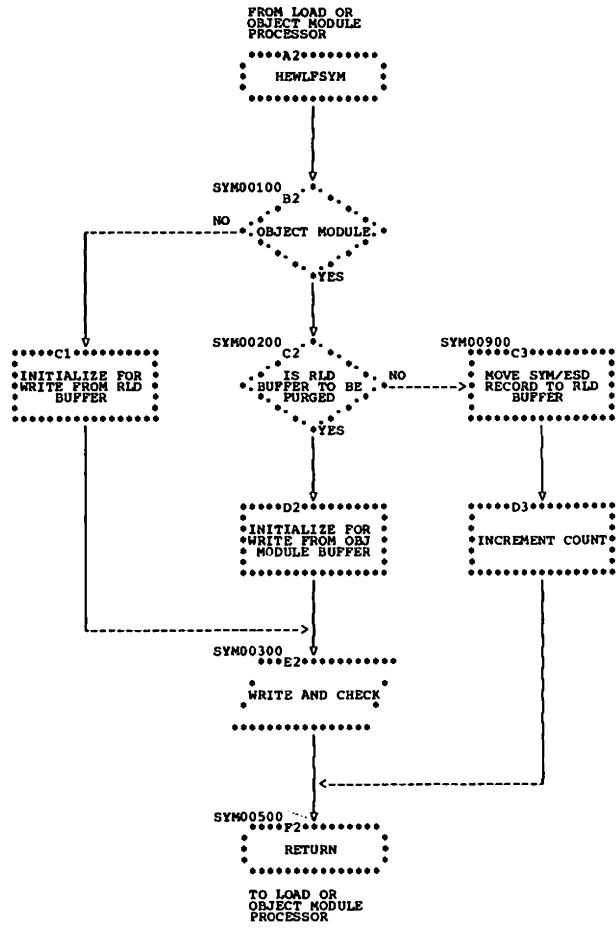 FROM LOAD OR
OBJECT MODULE
PROCESSOR
A2
HEWLFSYM
SYM00100
B2
NO
OBJECT MODULE
YES
SYM00200
C2
IS RLD
BUFFER TO BE
PURGED
NO
YES
C1
INITIALIZE FOR
WRITE FROM RLD
BUFFER
SYM00900
C3
MOVE SYM/ESD
RECORD TO RLD
BUFFER
D2
INITIALIZE FOR
WRITE FROM OBJ
MODULE BUFFER
D3
INCREMENT COUNT
SYM00300
E2
WRITE AND CHECK
SYM00500
F2
RETURN
TO LOAD OR
OBJECT MODULE
PROCESSOR